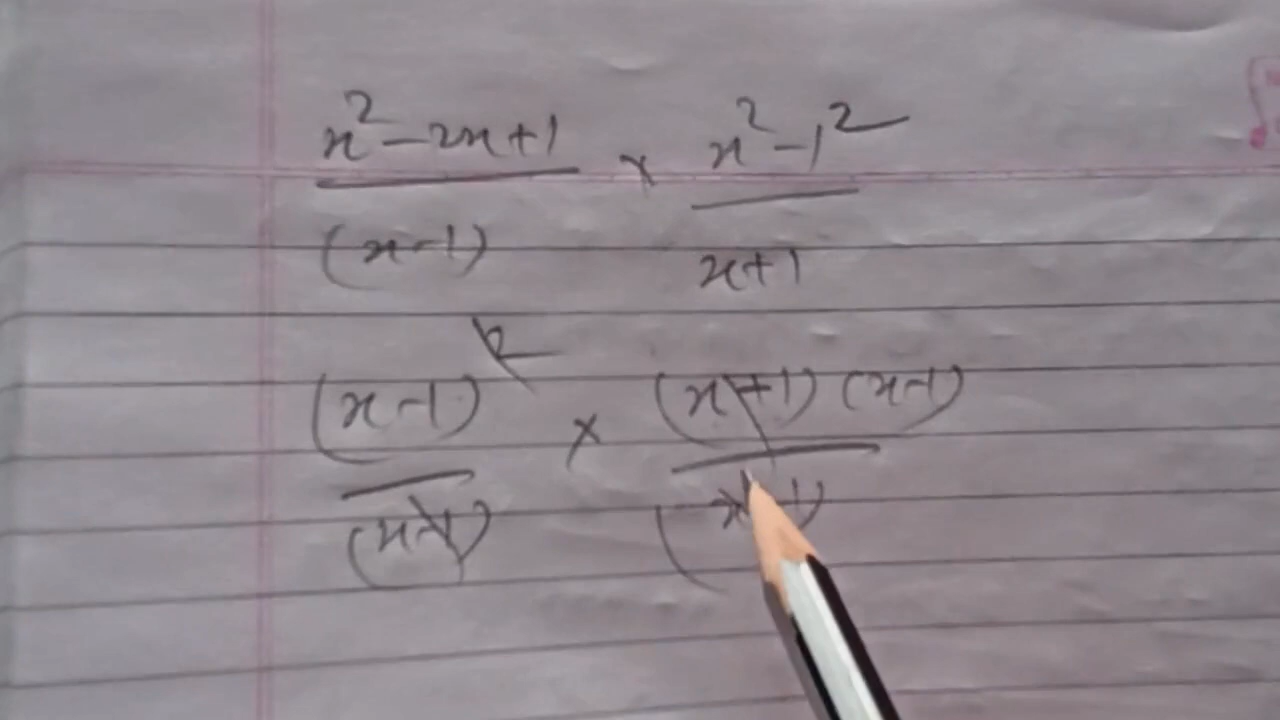 x² - 2x + 1 / (x - 1) × x² - 1² / x + 1
(x - 1)² / (x - 1) × (x + 1) (x - 1) / (x 1)